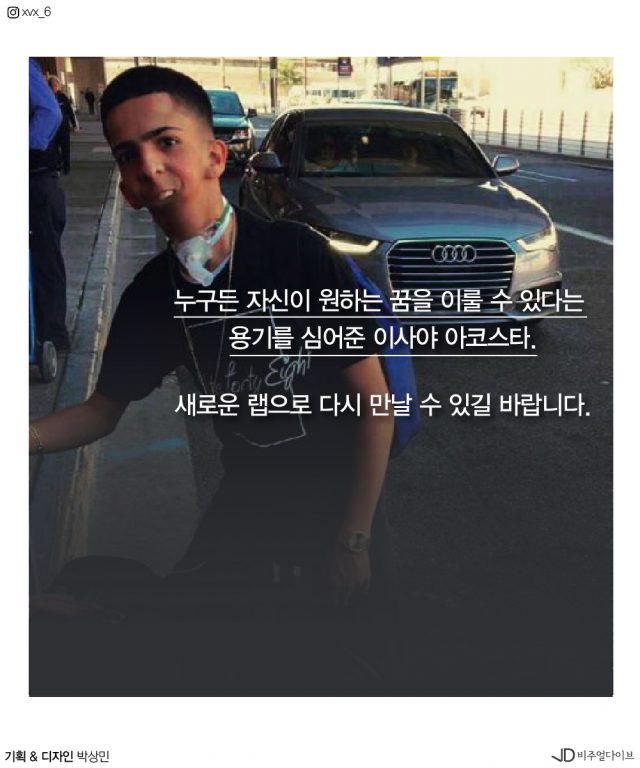 xvx_6
누구든 자신이 원하는 꿈을 이룰 수 있다는
용기를 심어준 이사야 아코스타.
새로운 랩으로 다시 만날 수 있길 바랍니다.
Forty
Eight
기획 & 디자인 박상민
VD 비주얼다이브